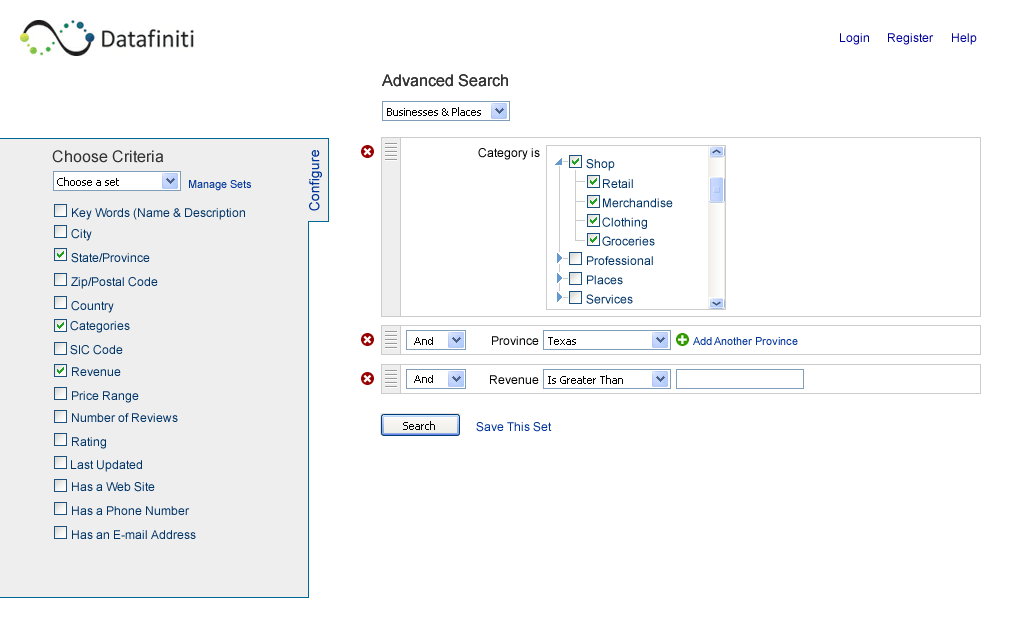 Datafiniti
Login Register Help
Advanced Search
Businesses & Places
Choose Criteria
Choose a set Manage Sets
Configure
Key Words (Name & Description
City
State/Province
Zip/Postal Code
Country
Categories
SIC Code
Revenue
Price Range
Number of Reviews
Rating
Last Updated
Has a Web Site
Has a Phone Number
Has an E-mail Address
Category is
Shop
Retail
Merchandise
Clothing
Groceries
Professional
Places
Services
And Province Texas Add Another Province
And Revenue Is Greater Than
Search Save This Set